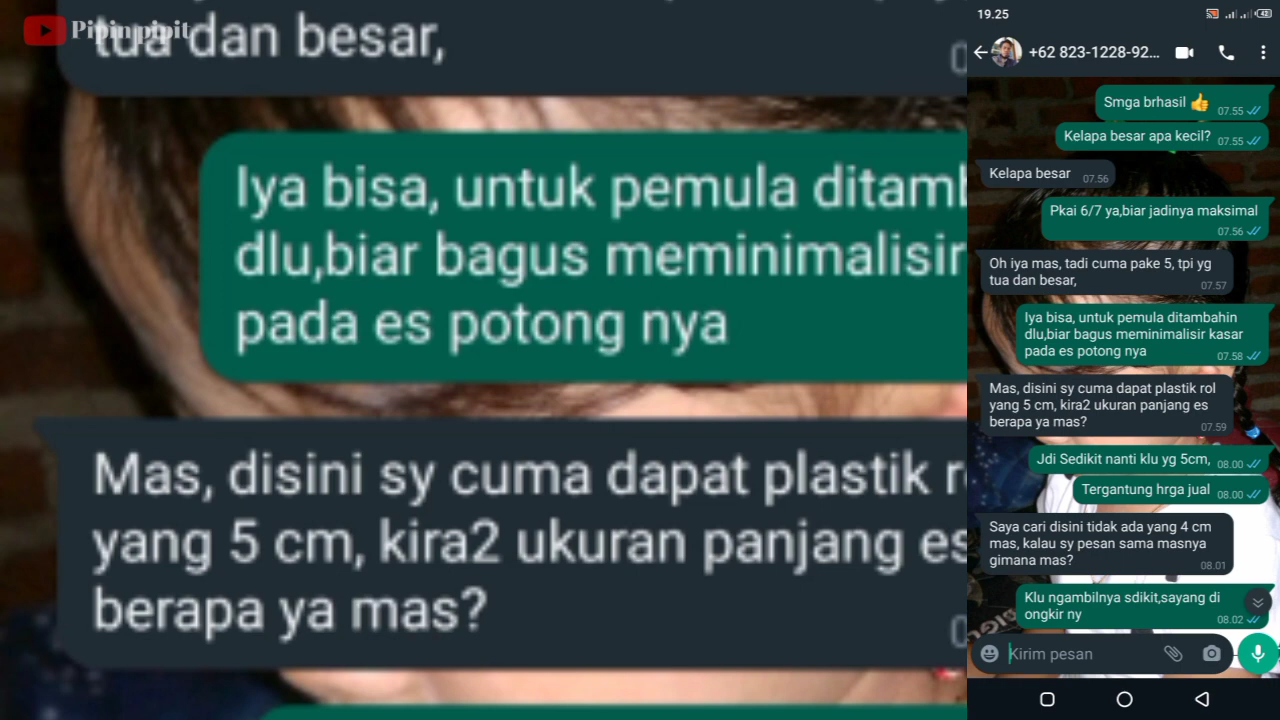 Pipin pipit
tua dan besar,
Iya bisa, untuk pemula
dlu,biar bagus meminimalisir
pada es potong nya
Mas, disini sy cuma dapat plastik
yang 5 cm, kira2 ukuran panjang es
berapa ya mas?
19.25
+62 823-1228-92...
Smga brhasil 👍 07.55
Kelapa besar apa kecil? 07.55
Kelapa besar 07.56
Pkai 6/7 ya,biar jadinya maksimal
07.56
Oh iya mas, tadi cuma pake 5, tpi yg
tua dan besar, 07.57
Iya bisa, untuk pemula ditambahin
dlu,biar bagus meminimalisir kasar
pada es potong nya 07.58
Mas, disini sy cuma dapat plastik rol
yang 5 cm, kira2 ukuran panjang es
berapa ya mas? 07.59
Jdi Sedikit nanti klu yg 5cm, 08.00
Tergantung hrga jual 08.00
Saya cari disini tidak ada yang 4 cm
mas, kalau sy pesan sama masnya
gimana mas? 08.01
Klu ngambilnya sdikit,sayang di
ongkir ny 08.02
Kirim pesan